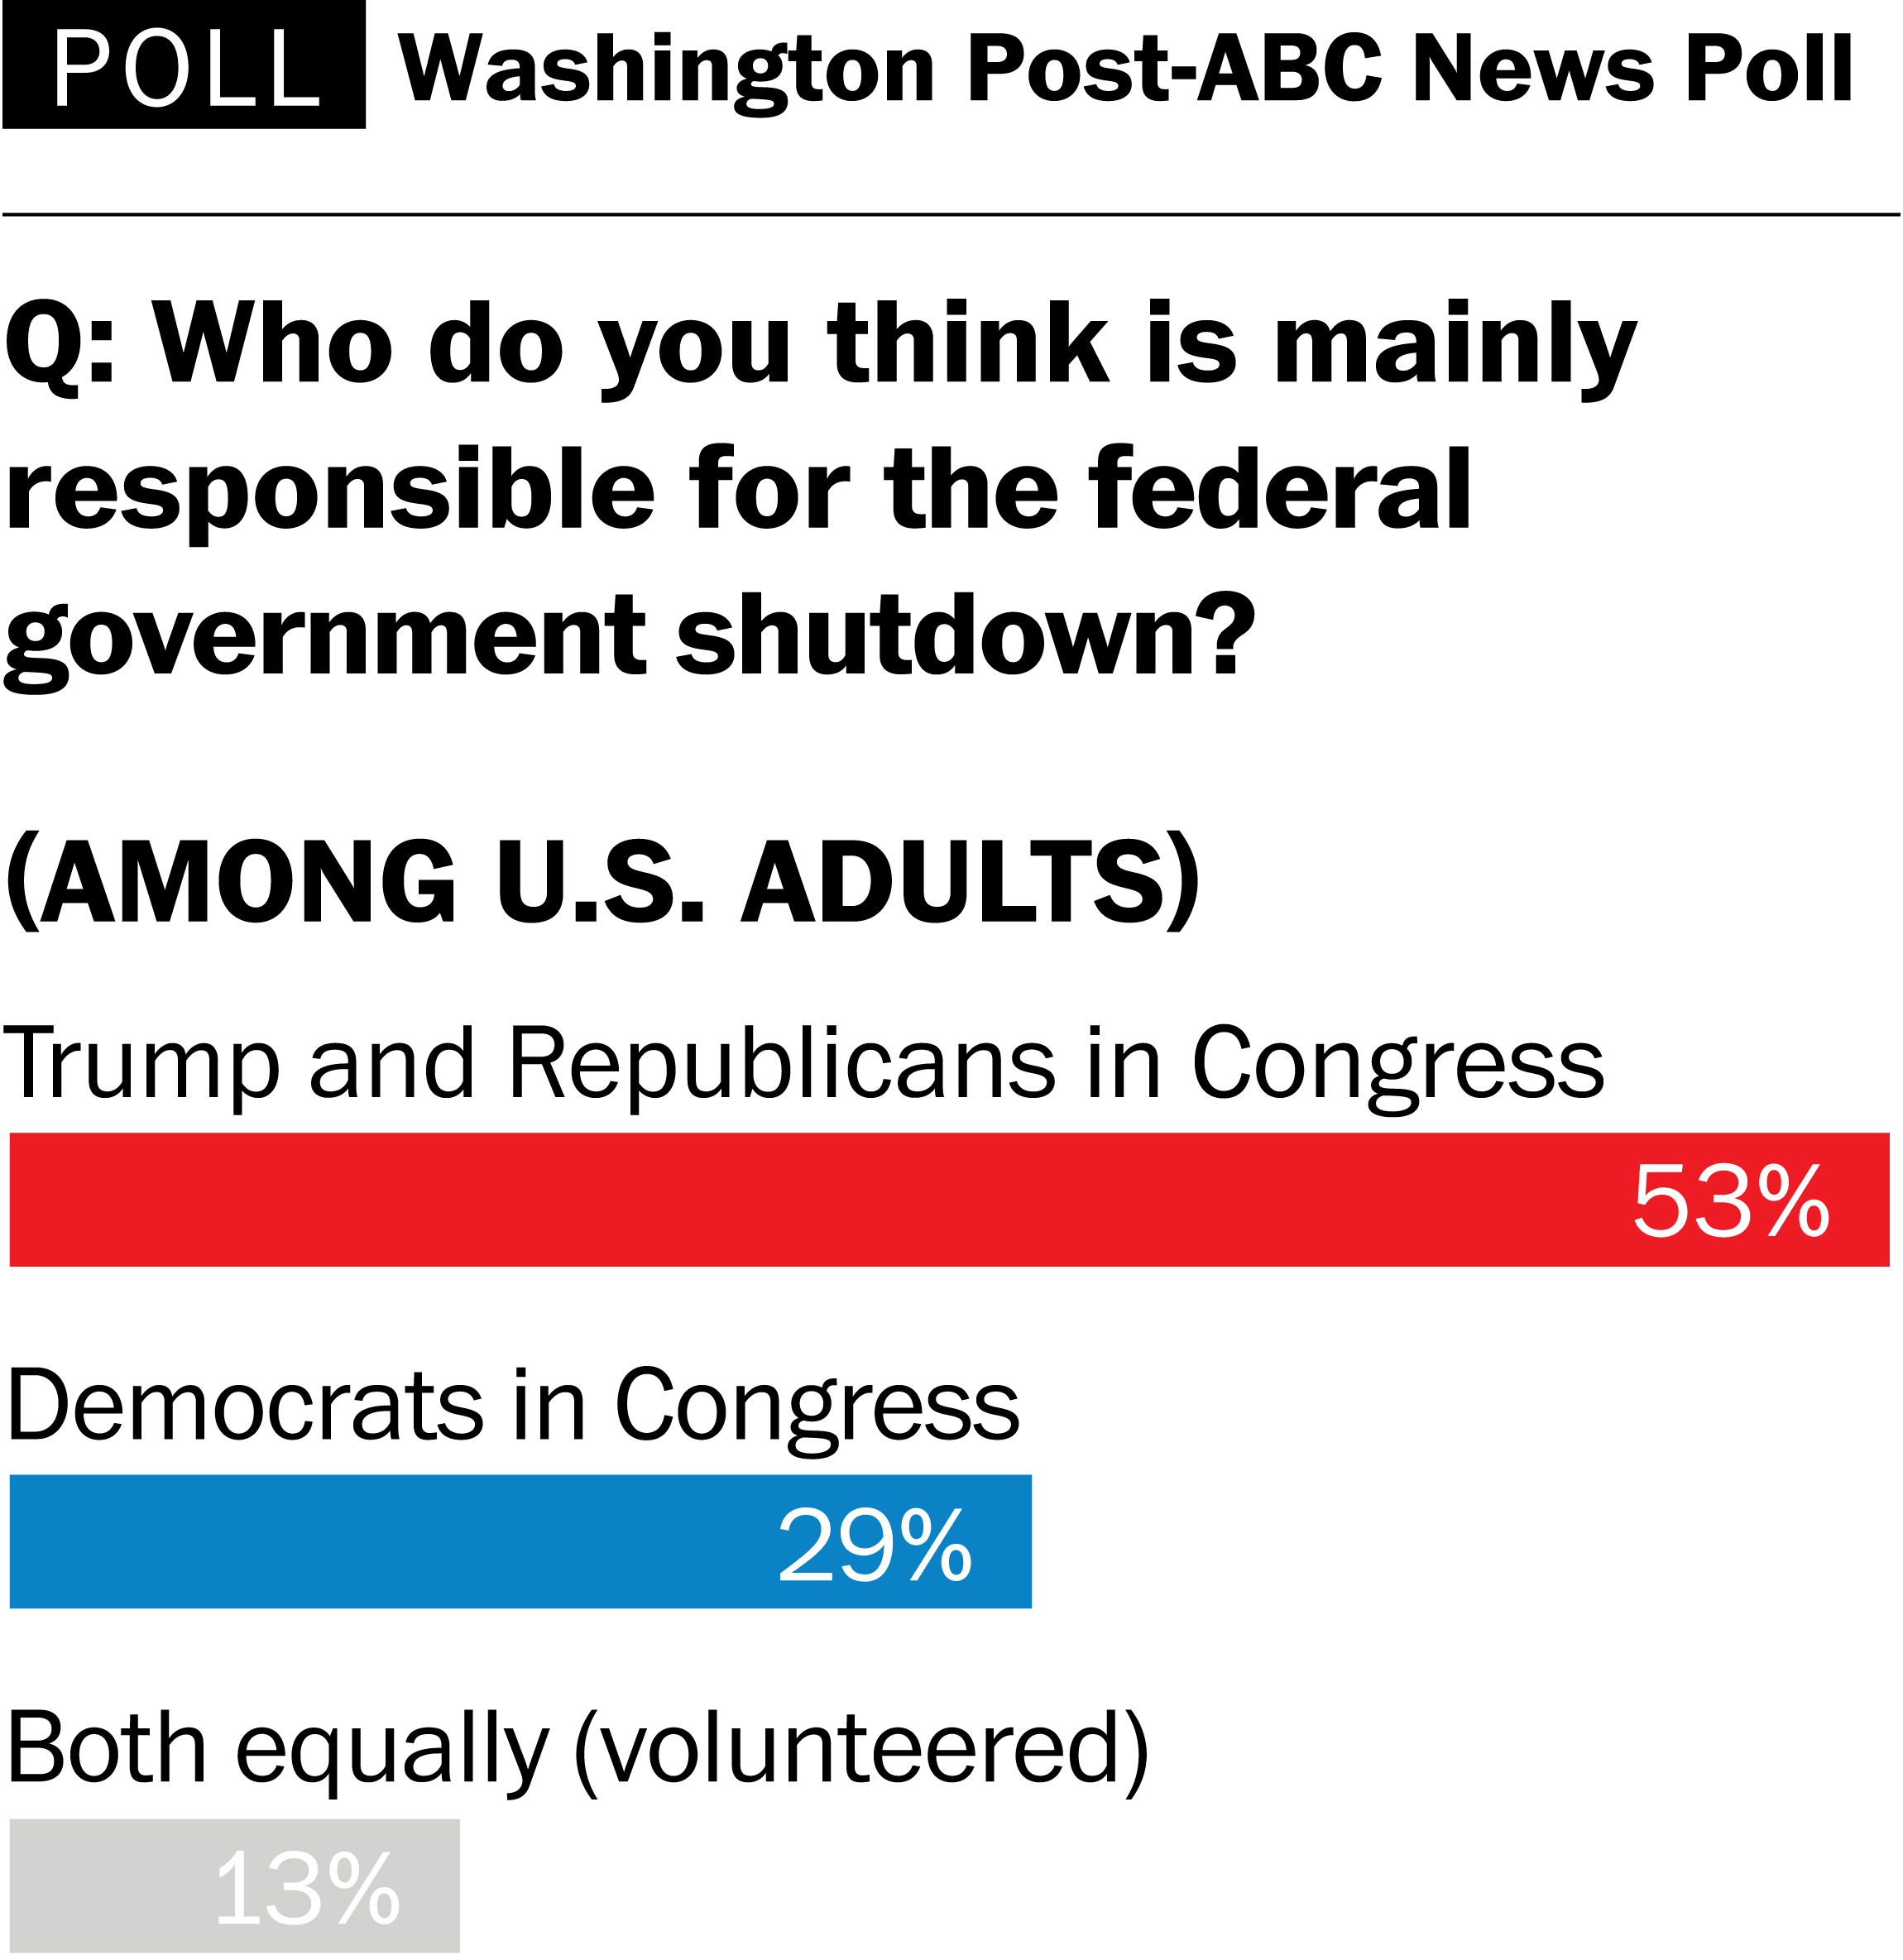 POLL Washington Post-ABC News Poll
Q: Who do you think is mainly
responsible for the federal
government shutdown?
(AMONG U.S. ADULTS)
Trump and Republicans in Congress
53%
Democrats in Congress
29%
Both equally (volunteered)
13%